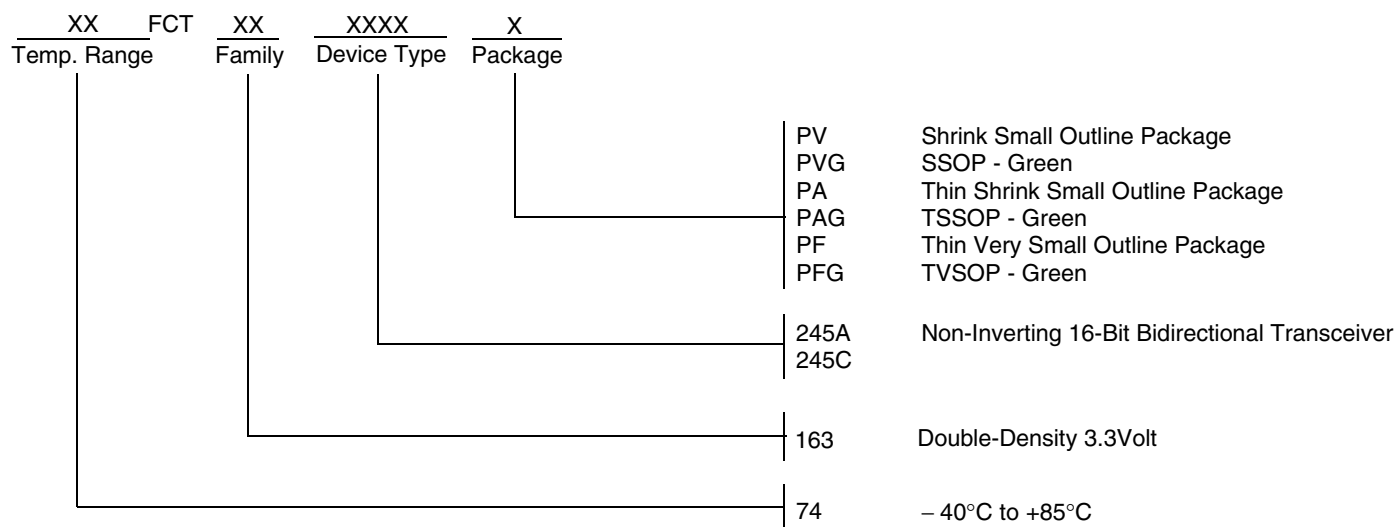 XX FCT XX XXXX X
Temp. Range Family Device Type Package
PV Shrink Small Outline Package
PVG SSOP - Green
PA Thin Shrink Small Outline Package
PAG TSSOP - Green
PF Thin Very Small Outline Package
PFG TVSOP - Green
245A Non-Inverting 16-Bit Bidirectional Transceiver
245C
163 Double-Density 3.3Volt
74 – 40°C to +85°C